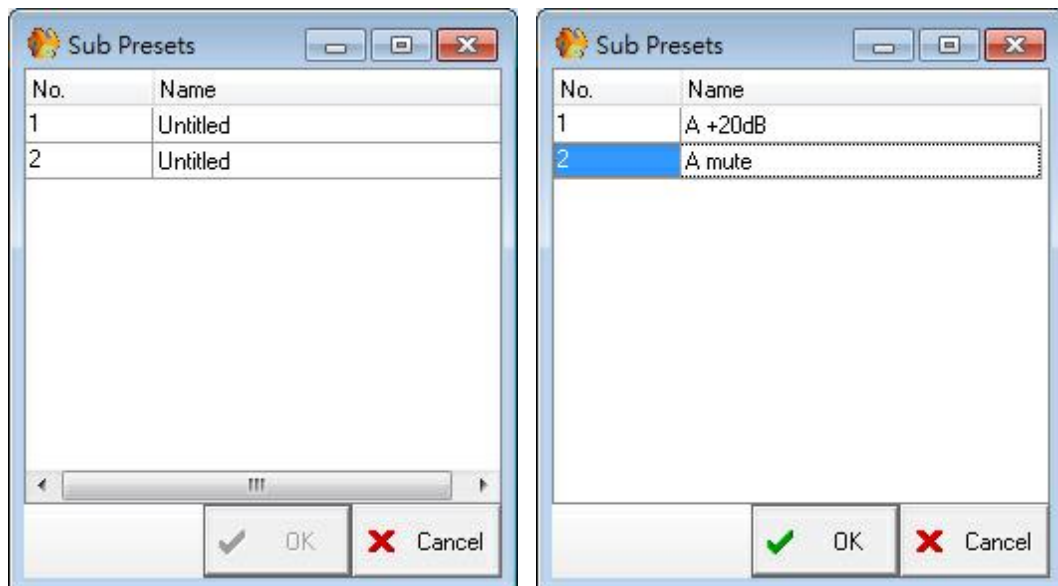 Sub Presets
No. Name
1 Untitled
2 Untitled
OK Cancel
Sub Presets
No. Name
1 A +20dB
2 A mute
OK Cancel